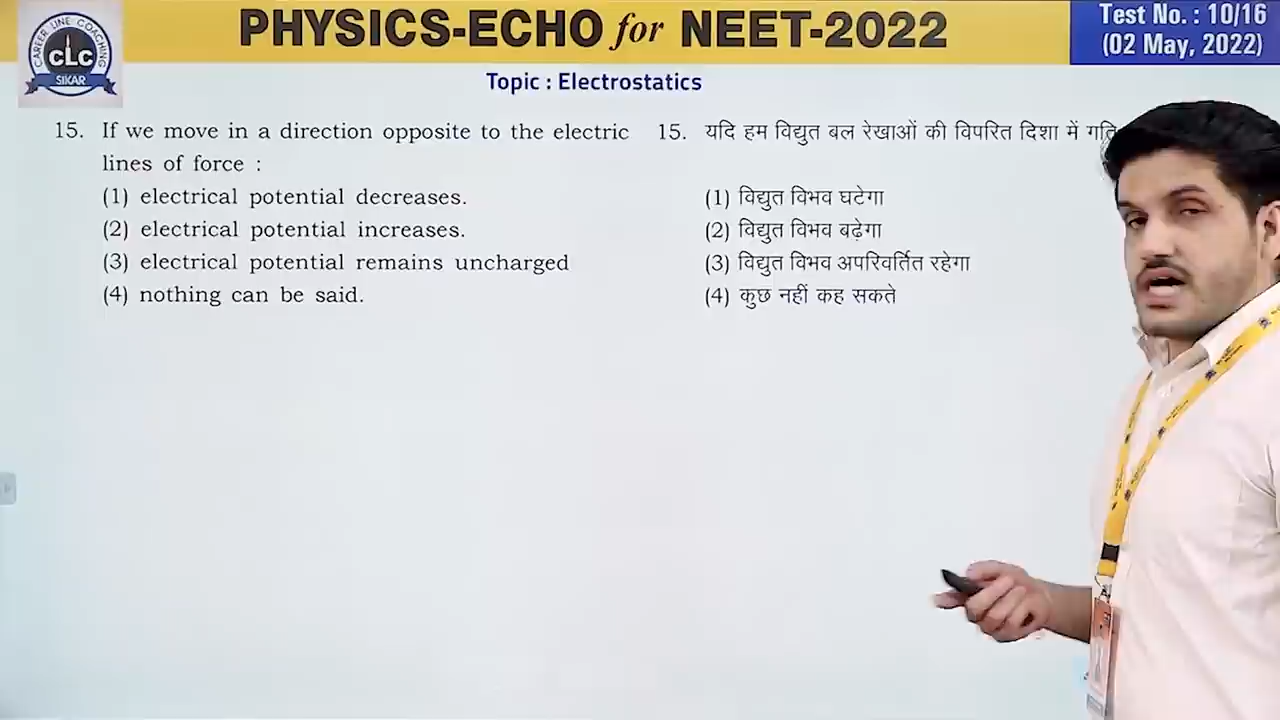 PHYSICS-ECHO for NEET-2022
Test No. : 10/16
(02 May, 2022)
CAREER LINE COACHING
CLC
SIKAR
Topic : Electrostatics
15. If we move in a direction opposite to the electric
lines of force :
(1) electrical potential decreases.
(2) electrical potential increases.
(3) electrical potential remains uncharged
(4) nothing can be said.
15. यदि हम विद्युत बल रेखाओं की विपरित दिशा में
(1) विद्युत विभव घटेगा
(2) विद्युत विभव बढ़ेगा
(3) विद्युत विभव अपरिवर्तित रहेगा
(4) कुछ नहीं कह सकते